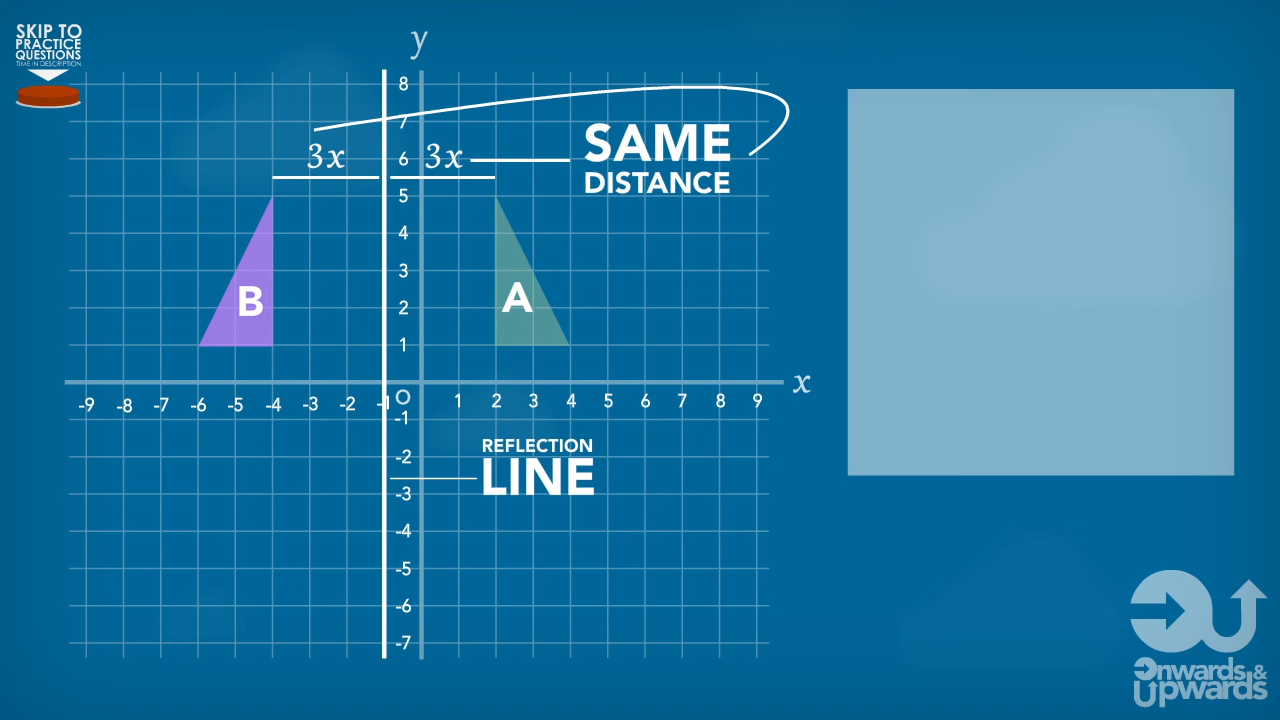 SKIP TO
PRACTICE
QUESTIONS
TIME IN DESCRIPTION
y
8
7
3x
3x
6
SAME
DISTANCE
5
4
3
B
A
2
1
x
-9 -8 -7 -6 -5 -4 -3 -2 -1 O 1 2 3 4 5 6 7 8 9
-1
REFLECTION
-2
LINE
-3
-4
-5
-6
-7
Onwards&
Upwards